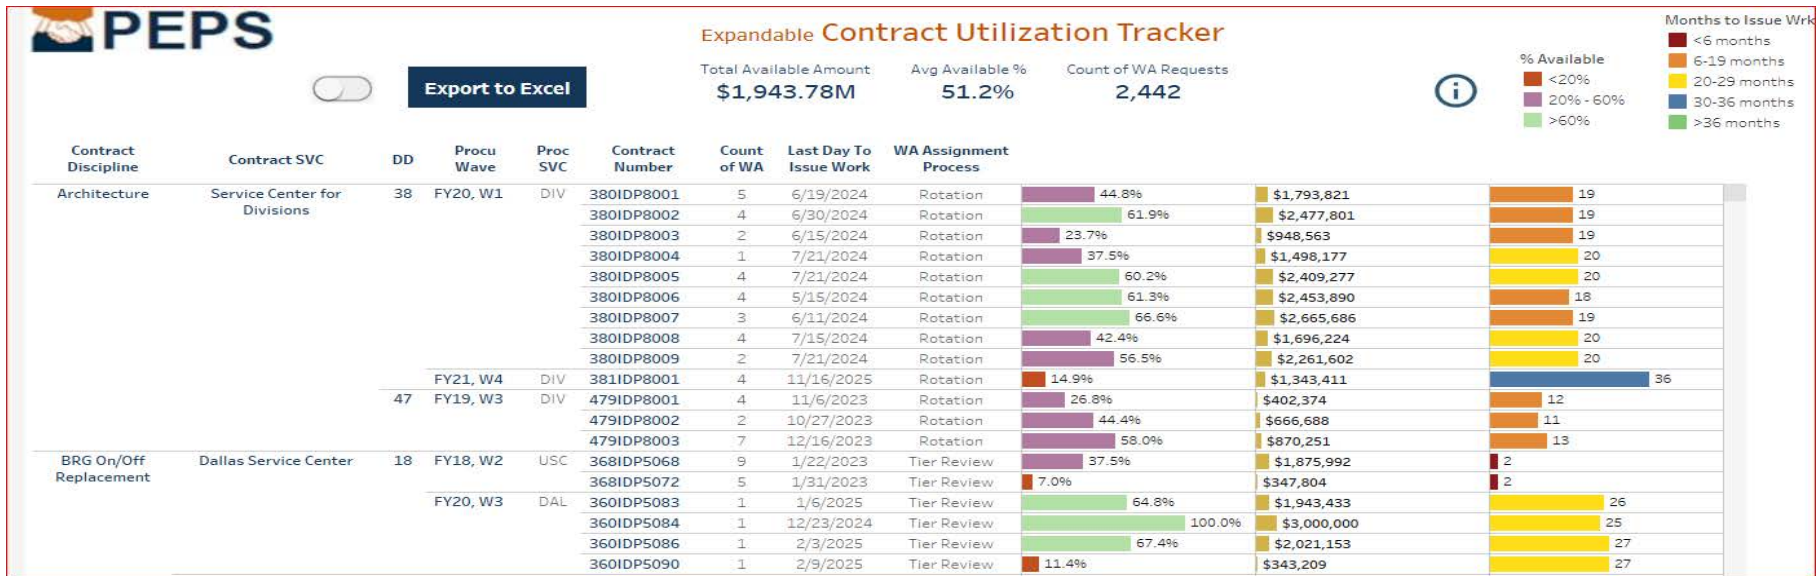 PEPS
Expandable Contract Utilization Tracker
Export to Excel
Total Available Amount
$1,943.78M
Avg Available %
51.2%
Count of WA Requests
2,442
% Available
<20%
20% - 60%
>60%
Months to Issue Wrk
<6 months
6-19 months
20-29 months
30-36 months
>36 months
Contract Discipline Contract SVC DD Procu Wave Proc SVC Contract Number Count of WA Last Day To Issue Work WA Assignment Process
Architecture Service Center for Divisions 38 FY20, W1 DIV 380IDP8001 5 6/19/2024 Rotation 44.8% $1,793,821 19
380IDP8002 4 6/30/2024 Rotation 61.9% $2,477,801 19
380IDP8003 2 6/15/2024 Rotation 23.7% $948,563 19
380IDP8004 1 7/21/2024 Rotation 37.5% $1,498,177 20
380IDP8005 4 7/21/2024 Rotation 60.2% $2,409,277 20
380IDP8006 4 5/15/2024 Rotation 61.3% $2,453,890 18
380IDP8007 3 6/11/2024 Rotation 66.6% $2,665,686 19
380IDP8008 4 7/15/2024 Rotation 42.4% $1,696,224 20
380IDP8009 2 7/21/2024 Rotation 56.5% $2,261,602 20
FY21, W4 DIV 381IDP8001 4 11/16/2025 Rotation 14.9% $1,343,411 36
47 FY19, W3 DIV 479IDP8001 4 11/6/2023 Rotation 26.8% $402,374 12
479IDP8002 2 10/27/2023 Rotation 44.4% $666,688 11
479IDP8003 7 12/16/2023 Rotation 58.0% $870,251 13
BRG On/Off Replacement Dallas Service Center 18 FY18, W2 USC 368IDP5068 9 1/22/2023 Tier Review 37.5% $1,875,992 2
368IDP5072 5 1/31/2023 Tier Review 7.0% $347,804 2
FY20, W3 DAL 360IDP5083 1 1/6/2025 Tier Review 64.8% $1,943,433 26
360IDP5084 1 12/23/2024 Tier Review 100.0% $3,000,000 25
360IDP5086 1 2/3/2025 Tier Review 67.4% $2,021,153 27
360IDP5090 1 2/9/2025 Tier Review 11.4% $343,209 27